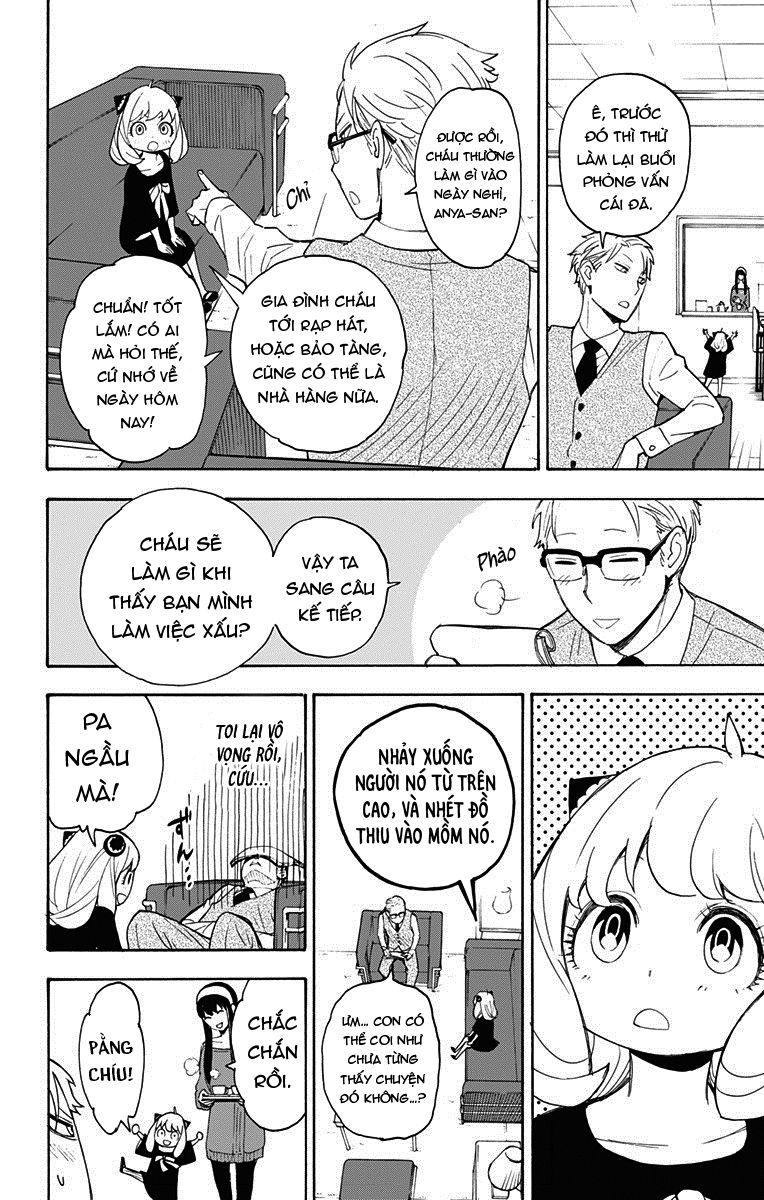 Ê, TRƯỚC
ĐÓ THÌ THỬ
LÀM LẠI BUỔI
PHỎNG VẤN
CÁI ĐÃ.
ĐƯỢC RỒI,
CHÁU THƯỜNG
LÀM GÌ VÀO
NGÀY NGHỈ,
ANYA-SAN?
Chỉ
GIA ĐÌNH CHÁU
TỚI RẠP HÁT,
HOẶC BẢO TÀNG,
CŨNG CÓ THỂ LÀ
NHÀ HÀNG NỮA.
CHUẨN! TỐT
LẮM! CÓ AI
MÀ HỎI THẾ,
CỨ NHỚ VỀ
NGÀY HÔM
NAY!
Phào
VẬY TA
SANG CÂU
KẾ TIẾP.
CHÁU SẼ
LÀM GÌ KHI
THẤY BẠN MÌNH
LÀM VIỆC XẤU?
NHẢY XUỐNG
NGƯỜI NÓ TỪ TRÊN
CAO, VÀ NHÉT ĐỒ
THIU VÀO MỒM NÓ.
ƯM... CON CÓ
THỂ COI NHƯ
CHƯA TỪNG
THẤY CHUYỆN
ĐÓ KHÔNG...?
TOI LẠI VÔ
VỌNG RỒI,
CỨU...
ずん…
PA
NGẦU
MÀ!
CHẮC
CHẮN
RỒI.
PẰNG
CHÍU!